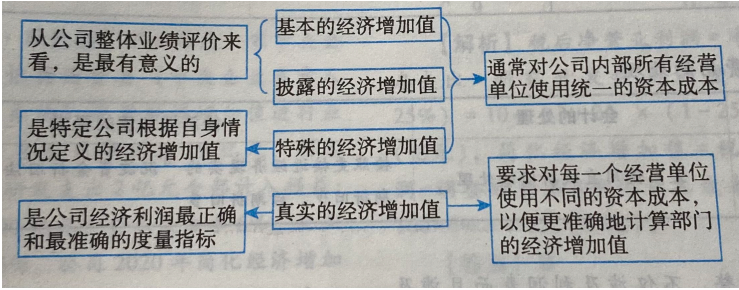 从公司整体业绩评价来
看，是最有意义的
基本的经济增加值
披露的经济增加值
通常对公司内部所有经营
单位使用统一的资本成本
是特定公司根据自身情
况定义的经济增加值
特殊的经济增加值
是公司经济利润最正确
和最准确的度量指标
真实的经济增加值
要求对每一个经营单位
使用不同的资本成本，
以便更准确地计算部门
的经济增加值